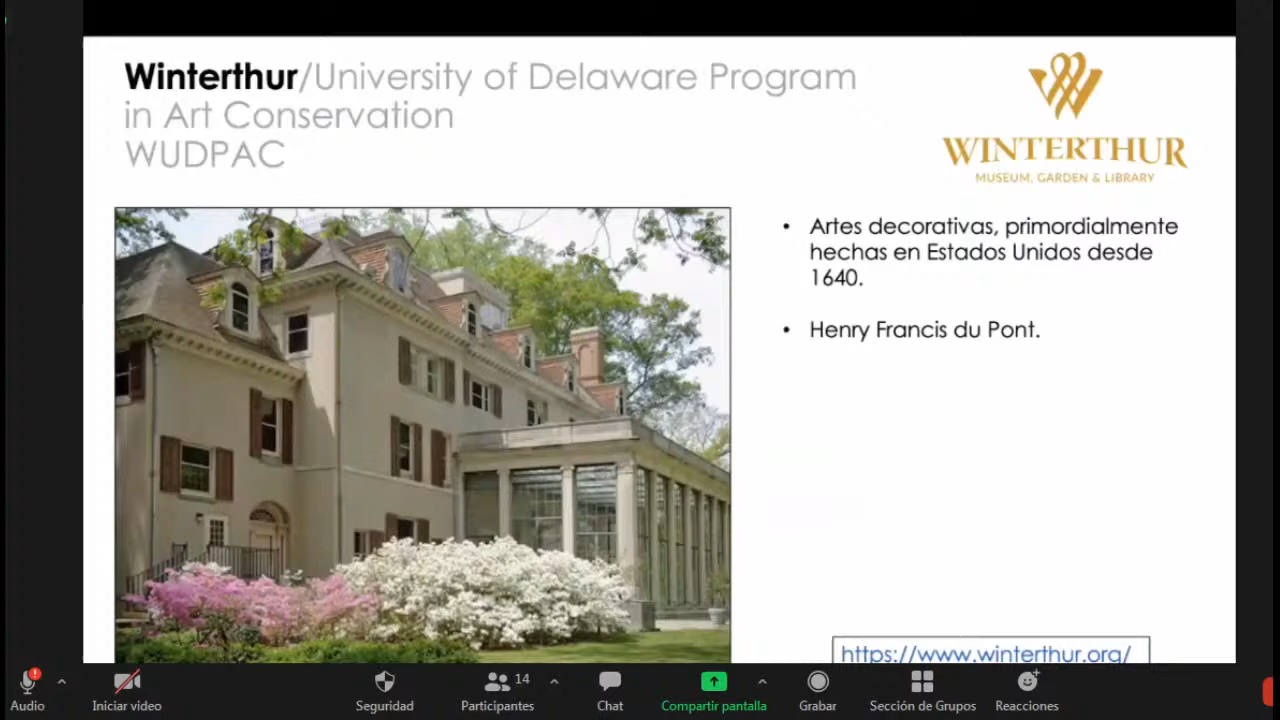 Winterthur/University of Delaware Program
in Art Conservation
WUDPAC
WINTERTHUR
MUSEUM, GARDEN & LIBRARY
• Artes decorativas, primordialmente
hechas en Estados Unidos desde
1640.
• Henry Francis du Pont.
https://www.winterthur.org/
14
Audio
Iniciar video
Seguridad
Participantes
Chat
Compartir pantalla
Grabar
Sección de Grupos
Reacciones